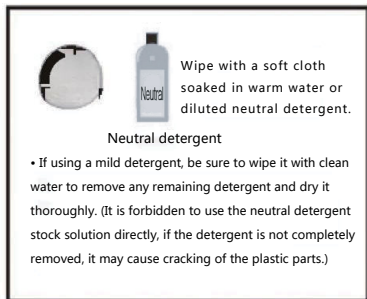 Neutral
Wipe with a soft cloth
soaked in warm water or
diluted neutral detergent.
Neutral detergent
• If using a mild detergent, be sure to wipe it with clean
water to remove any remaining detergent and dry it
thoroughly. (It is forbidden to use the neutral detergent
stock solution directly, if the detergent is not completely
removed, it may cause cracking of the plastic parts.)